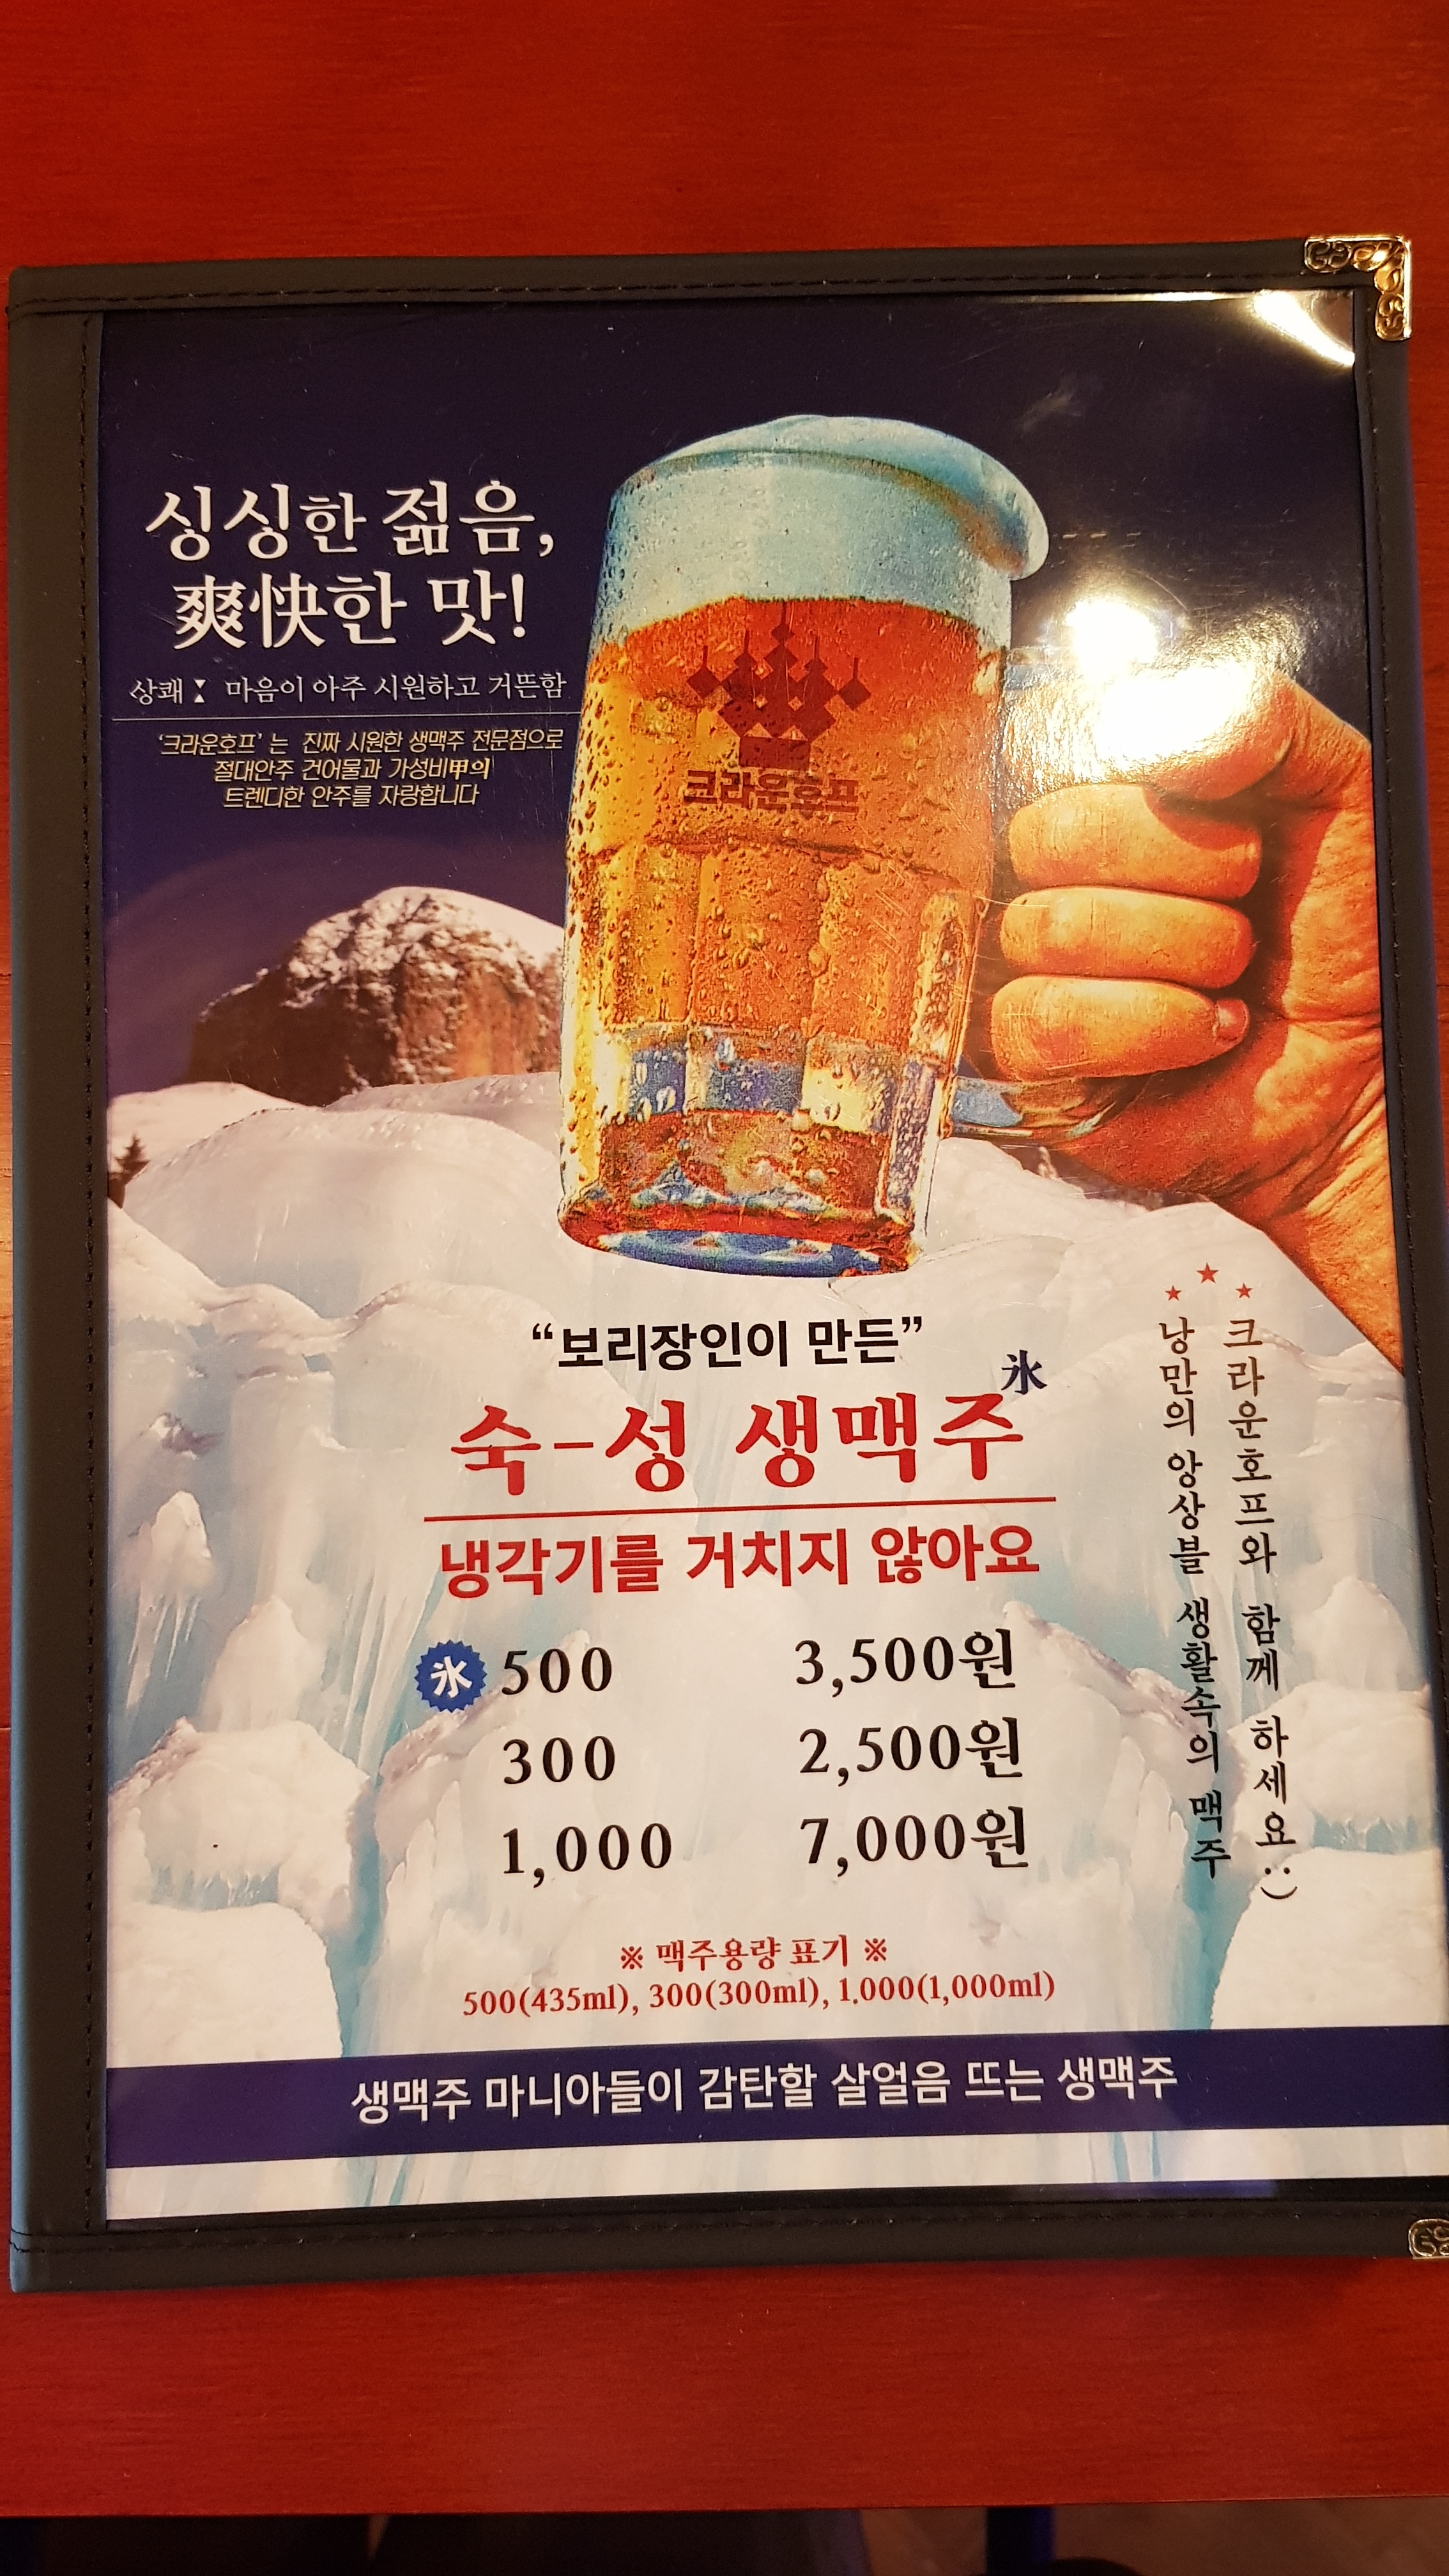 싱싱한 젊음,
爽快한 맛!
상쾌 : 마음이 아주 시원하고 거뜬함
'크라운호프' 는 진짜 시원한 생맥주 전문점으로
절대안주 건어물과 가성비甲의
트렌디한 안주를 자랑합니다
크라운호프
“보리장인이 만든”
숙-성 생맥주氷
냉각기를 거치지 않아요
氷 500 3,500원
300 2,500원
1,000 7,000원
※ 맥주용량 표기 ※
500(435ml), 300(300ml), 1.000(1,000ml)
크라운호프와 함께 하세요:)
낭만의 앙상블 생활속의 맥주
생맥주 마니아들이 감탄할 살얼음 뜨는 생맥주